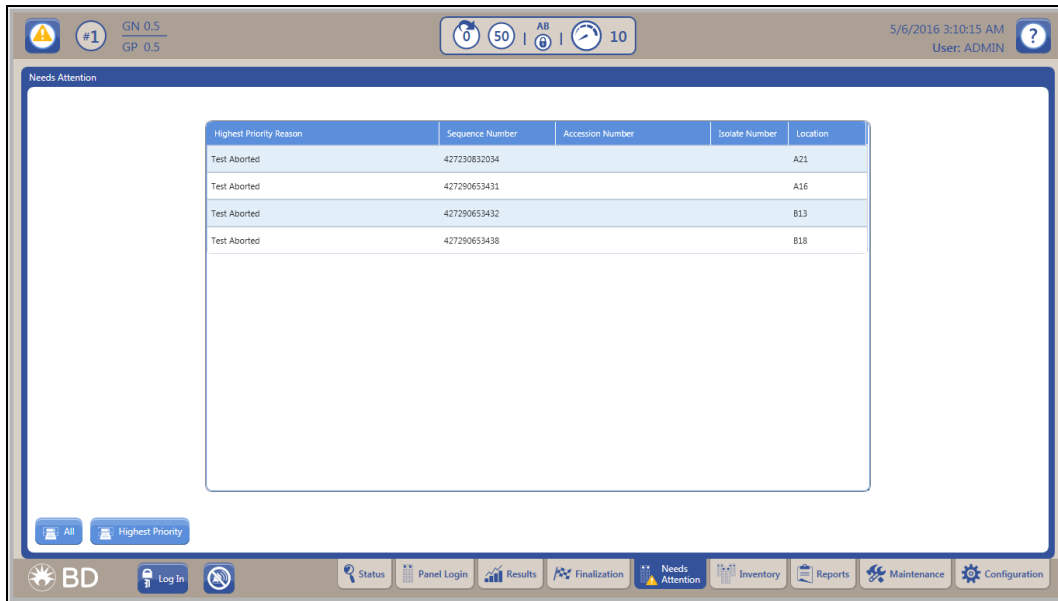 #1
GN 0.5
GP 0.5
0 50 | AB | 10
5/6/2016 3:10:15 AM
User: ADMIN
?
Needs Attention
Highest Priority Reason Sequence Number Accession Number Isolate Number Location
Test Aborted 427230832034 A21
Test Aborted 427290653431 A16
Test Aborted 427290653432 B13
Test Aborted 427290653438 B18
All Highest Priority
BD Log In Status Panel Login Results Finalization Needs Attention Inventory Reports Maintenance Configuration